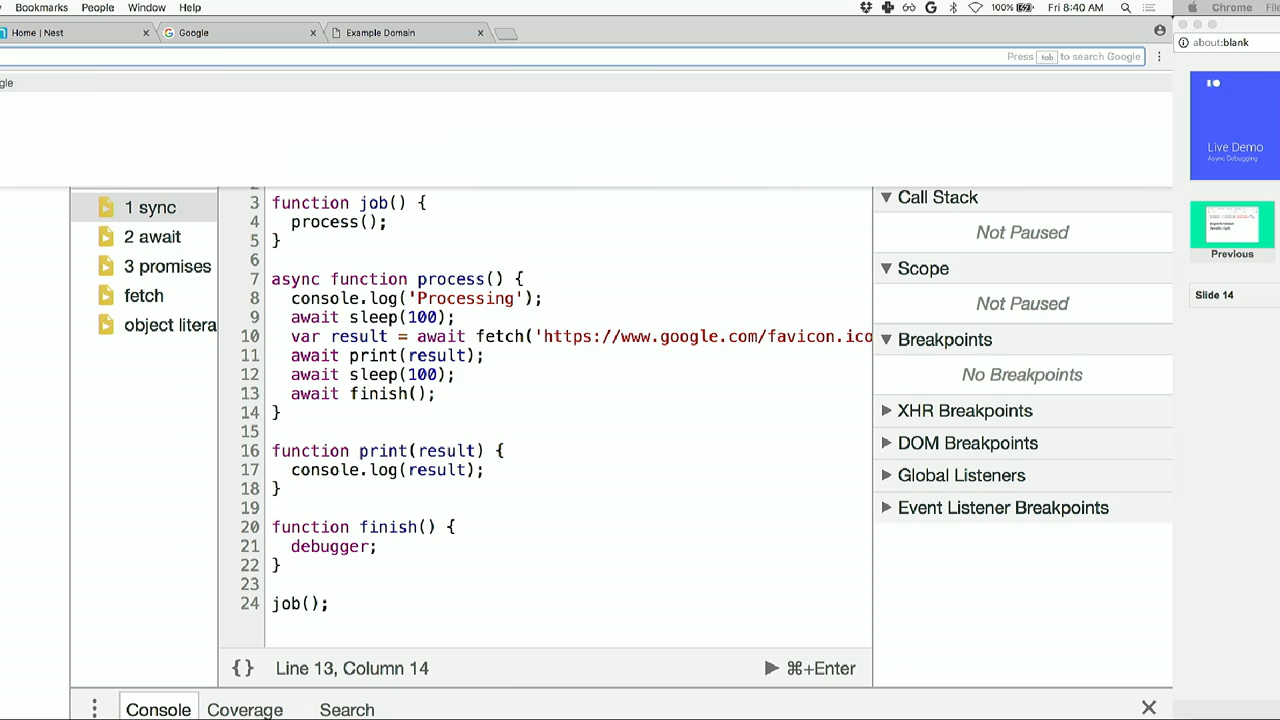 Bookmarks People Window Help 100% Fri 8:40 AM Chrome File
Home | Nest Google Example Domain
about:blank
Press tab to search Google
gle
Live Demo
Async Debugging
Previous
Slide 14
1 sync
2 await
3 promises
fetch
object litera
2
3 function job() {
4 process();
5 }
6
7 async function process() {
8 console.log('Processing');
9 await sleep(100);
10 var result = await fetch('https://www.google.com/favicon.ico
11 await print(result);
12 await sleep(100);
13 await finish();
14 }
15
16 function print(result) {
17 console.log(result);
18 }
19
20 function finish() {
21 debugger;
22 }
23
24 job();
{} Line 13, Column 14 ⌘+Enter
Call Stack
Not Paused
Scope
Not Paused
Breakpoints
No Breakpoints
XHR Breakpoints
DOM Breakpoints
Global Listeners
Event Listener Breakpoints
Console Coverage Search